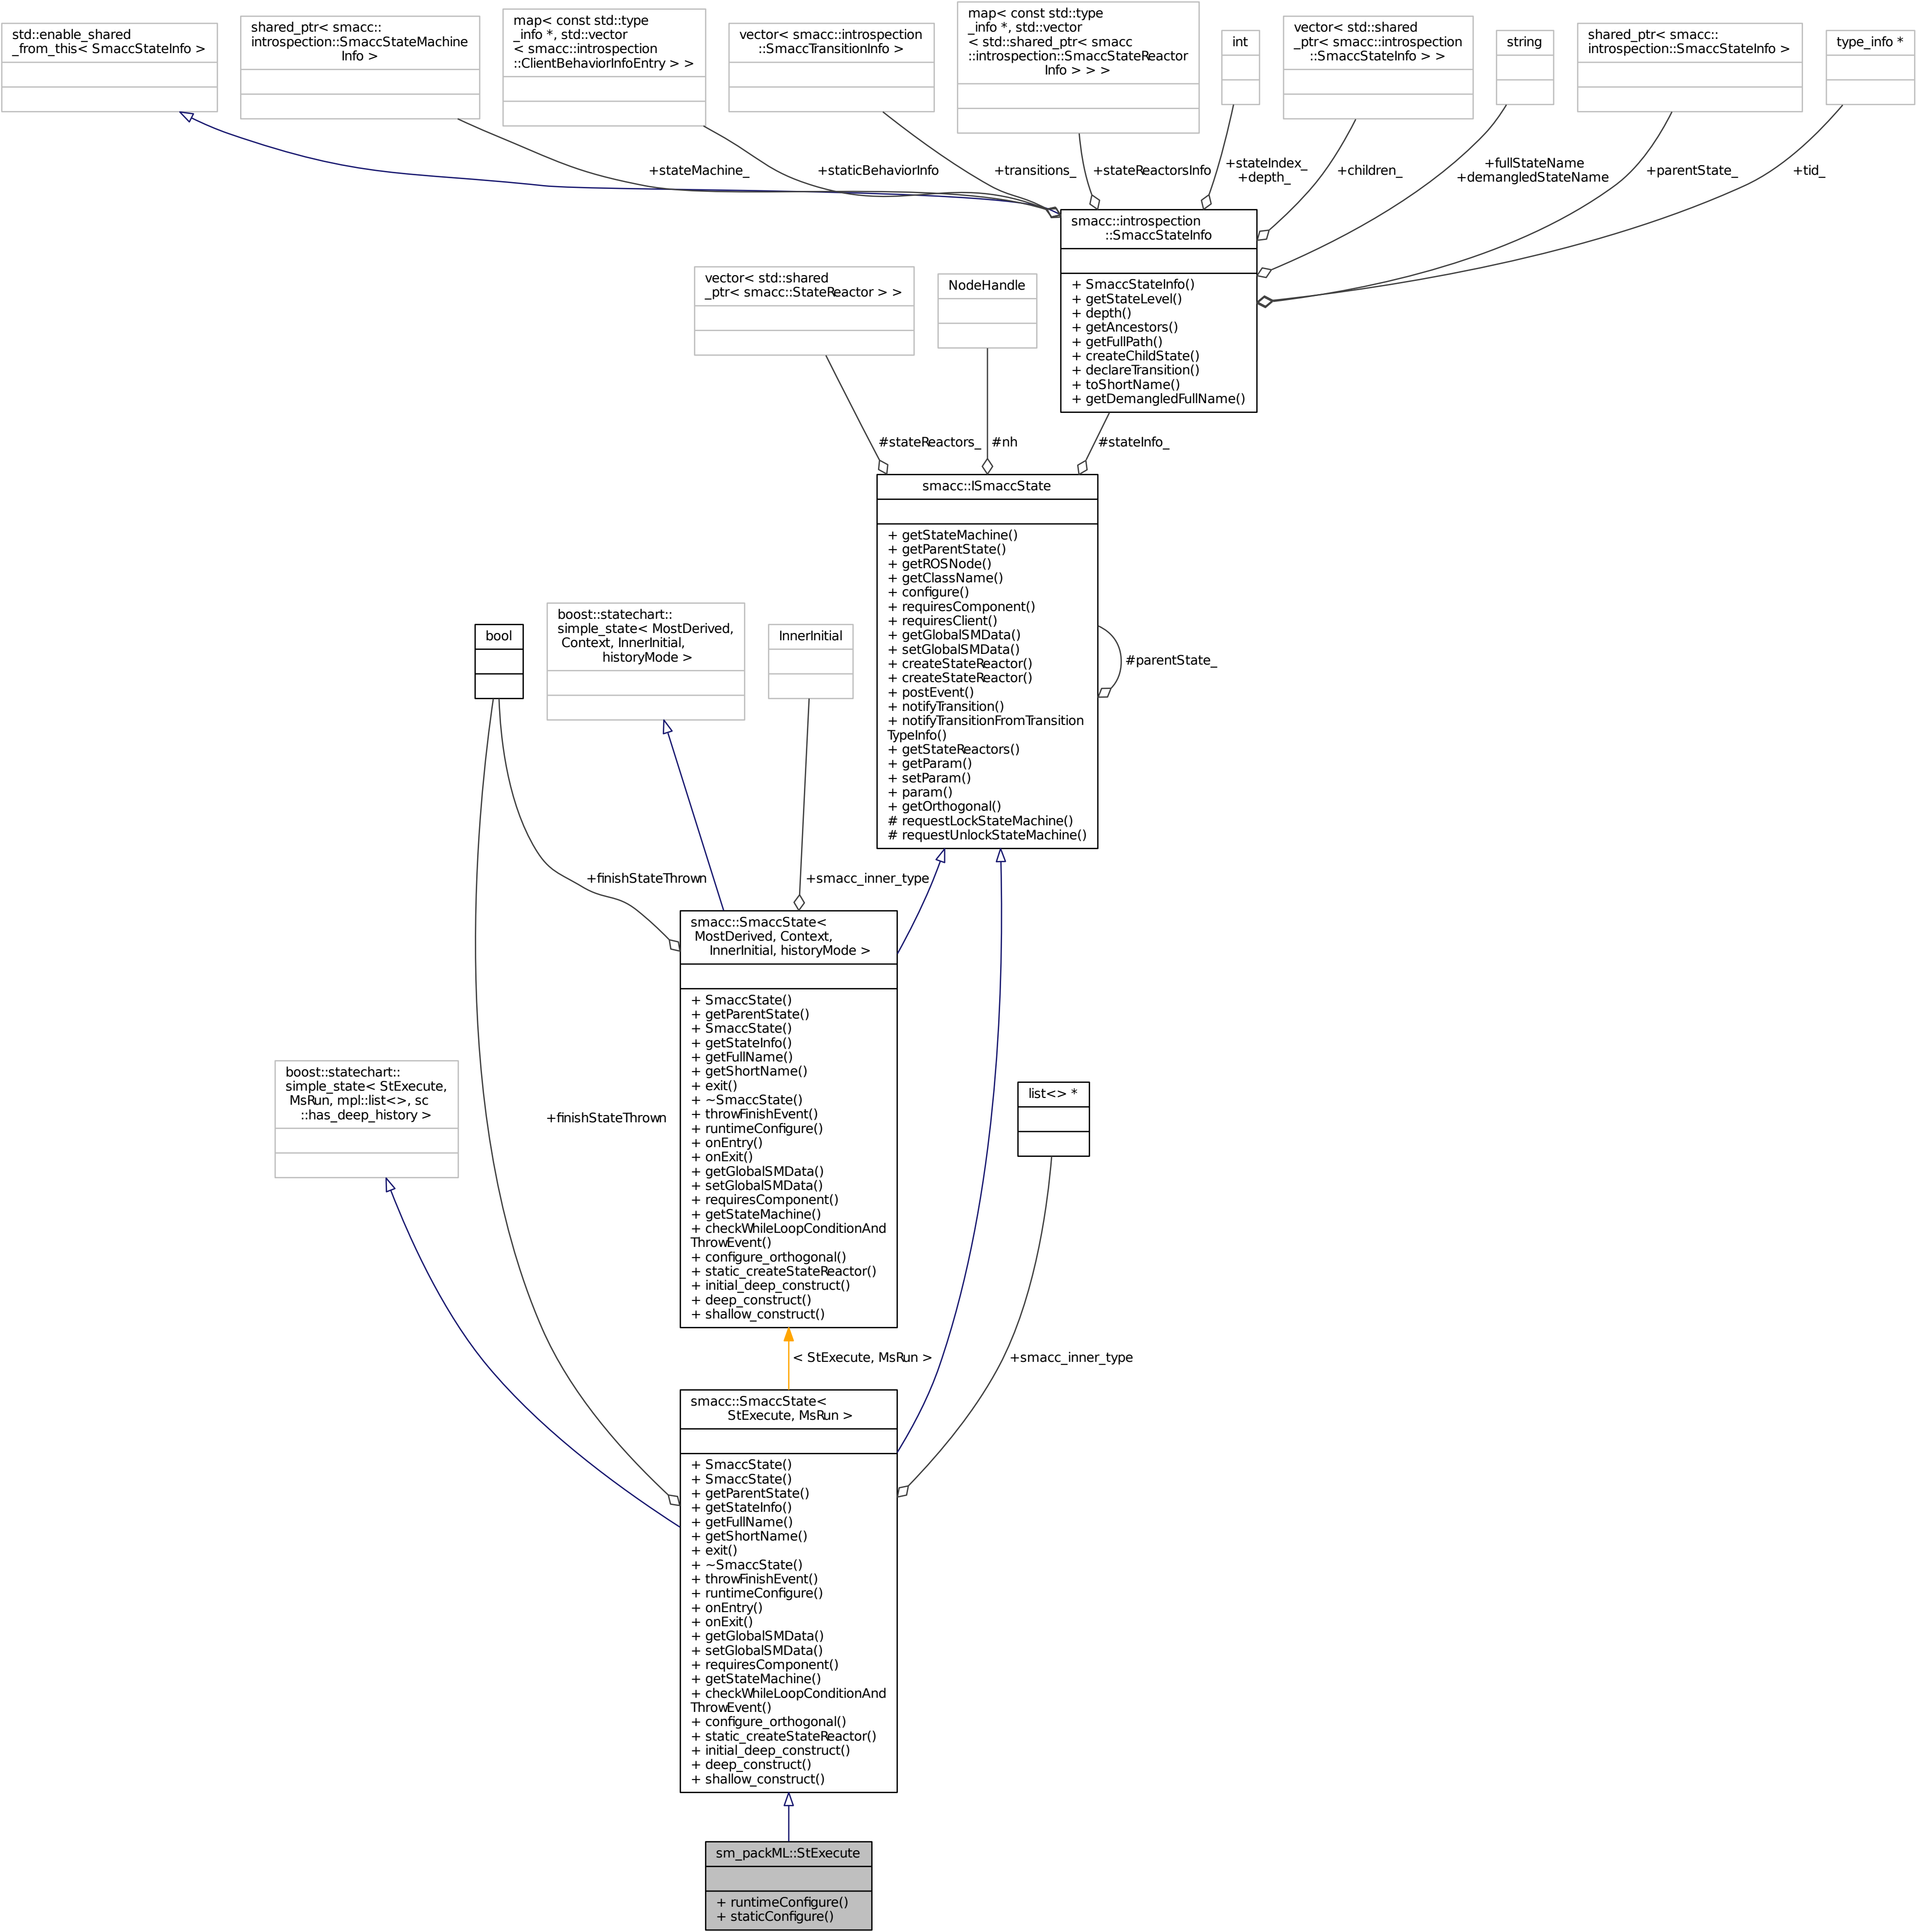 std::enable_shared
_from_this< SmaccStateInfo >
shared_ptr< smacc::
introspection::SmaccStateMachine
Info >
map< const std::type
_info *, std::vector
< smacc::introspection
::ClientBehaviorInfoEntry > >
vector< smacc::introspection
::SmaccTransitionInfo >
map< const std::type
_info *, std::vector
< std::shared_ptr< smacc
::introspection::SmaccStateReactor
Info > > >
int
vector< std::shared
_ptr< smacc::introspection
::SmaccStateInfo > >
string
shared_ptr< smacc::
introspection::SmaccStateInfo >
type_info *
+stateMachine_
+staticBehaviorInfo
+transitions_
+stateReactorsInfo
+stateIndex_
+depth_
+children_
+fullStateName
+demangledStateName
+parentState_
+tid_
smacc::introspection
::SmaccStateInfo
+ SmaccStateInfo()
+ getStateLevel()
+ depth()
+ getAncestors()
+ getFullPath()
+ createChildState()
+ declareTransition()
+ toShortName()
+ getDemangledFullName()
vector< std::shared
_ptr< smacc::StateReactor > >
NodeHandle
#stateReactors_
#nh
#stateInfo_
smacc::ISmaccState
+ getStateMachine()
+ getParentState()
+ getROSNode()
+ getClassName()
+ configure()
+ requiresComponent()
+ requiresClient()
+ getGlobalSMData()
+ setGlobalSMData()
+ createStateReactor()
+ createStateReactor()
+ postEvent()
+ notifyTransition()
+ notifyTransitionFromTransition
TypeInfo()
+ getStateReactors()
+ getParam()
+ setParam()
+ param()
+ getOrthogonal()
# requestLockStateMachine()
# requestUnlockStateMachine()
#parentState_
bool
boost::statechart::
simple_state< MostDerived,
Context, InnerInitial,
historyMode >
InnerInitial
+finishStateThrown
+smacc_inner_type
smacc::SmaccState<
MostDerived, Context,
InnerInitial, historyMode >
+ SmaccState()
+ getParentState()
+ SmaccState()
+ getStateInfo()
+ getFullName()
+ getShortName()
+ exit()
+ ~SmaccState()
+ throwFinishEvent()
+ runtimeConfigure()
+ onEntry()
+ onExit()
+ getGlobalSMData()
+ setGlobalSMData()
+ requiresComponent()
+ getStateMachine()
+ checkWhileLoopConditionAnd
ThrowEvent()
+ configure_orthogonal()
+ static_createStateReactor()
+ initial_deep_construct()
+ deep_construct()
+ shallow_construct()
boost::statechart::
simple_state< StExecute,
MsRun, mpl::list<>, sc
::has_deep_history >
+finishStateThrown
list<> *
< StExecute, MsRun >
+smacc_inner_type
smacc::SmaccState<
StExecute, MsRun >
+ SmaccState()
+ SmaccState()
+ getParentState()
+ getStateInfo()
+ getFullName()
+ getShortName()
+ exit()
+ ~SmaccState()
+ throwFinishEvent()
+ runtimeConfigure()
+ onEntry()
+ onExit()
+ getGlobalSMData()
+ setGlobalSMData()
+ requiresComponent()
+ getStateMachine()
+ checkWhileLoopConditionAnd
ThrowEvent()
+ configure_orthogonal()
+ static_createStateReactor()
+ initial_deep_construct()
+ deep_construct()
+ shallow_construct()
sm_packML::StExecute
+ runtimeConfigure()
+ staticConfigure()